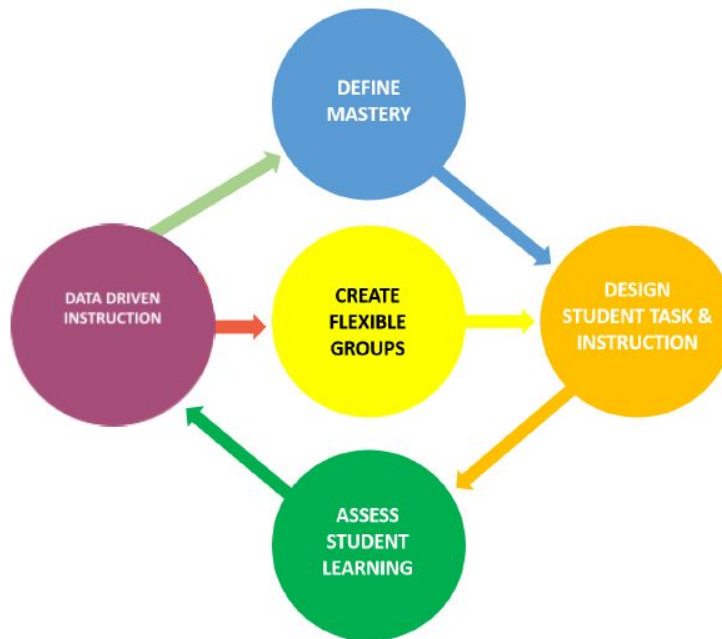 DEFINE
MASTERY
DATA DRIVEN
INSTRUCTION
CREATE
FLEXIBLE
GROUPS
DESIGN
STUDENT TASK &
INSTRUCTION
ASSESS
STUDENT
LEARNING